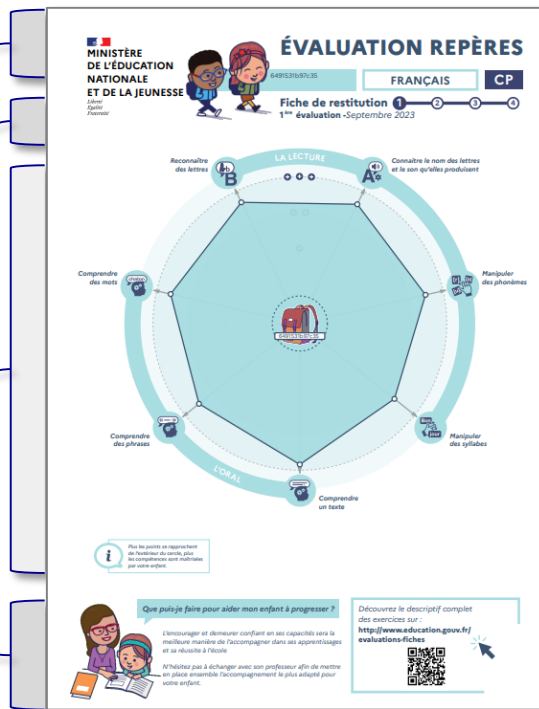 MINISTÈRE
DE L'ÉDUCATION
NATIONALE
ET DE LA JEUNESSE
Liberté
Égalité
Fraternité
ÉVALUATION REPÈRES
6491531b97c35
FRANÇAIS
CP
Fiche de restitution 1 2 3 4
1ère évaluation -Septembre 2023
LA LECTURE
Reconnaître
des lettres
Connaître le nom des lettres
et le son qu'elles produisent
Comprendre
des mots
Manipuler
des phonèmes
6491531b97c35
Comprendre
des phrases
Manipuler
des syllabes
L'ORAL
Comprendre
un texte
Plus les points se rapprochent
de l'extérieur du cercle, plus
les compétences sont maîtrisées
par votre enfant.
Que puis-je faire pour aider mon enfant à progresser ?
L'encourager et demeurer confiant en ses capacités sera la
meilleure manière de l'accompagner dans ses apprentissages
et sa réussite à l'école
N'hésitez pas à échanger avec son professeur afin de mettre
en place ensemble l'accompagnement le plus adapté pour
votre enfant.
Découvrez le descriptif complet
des exercices sur :
http://www.education.gouv.fr/
evaluations-fiches